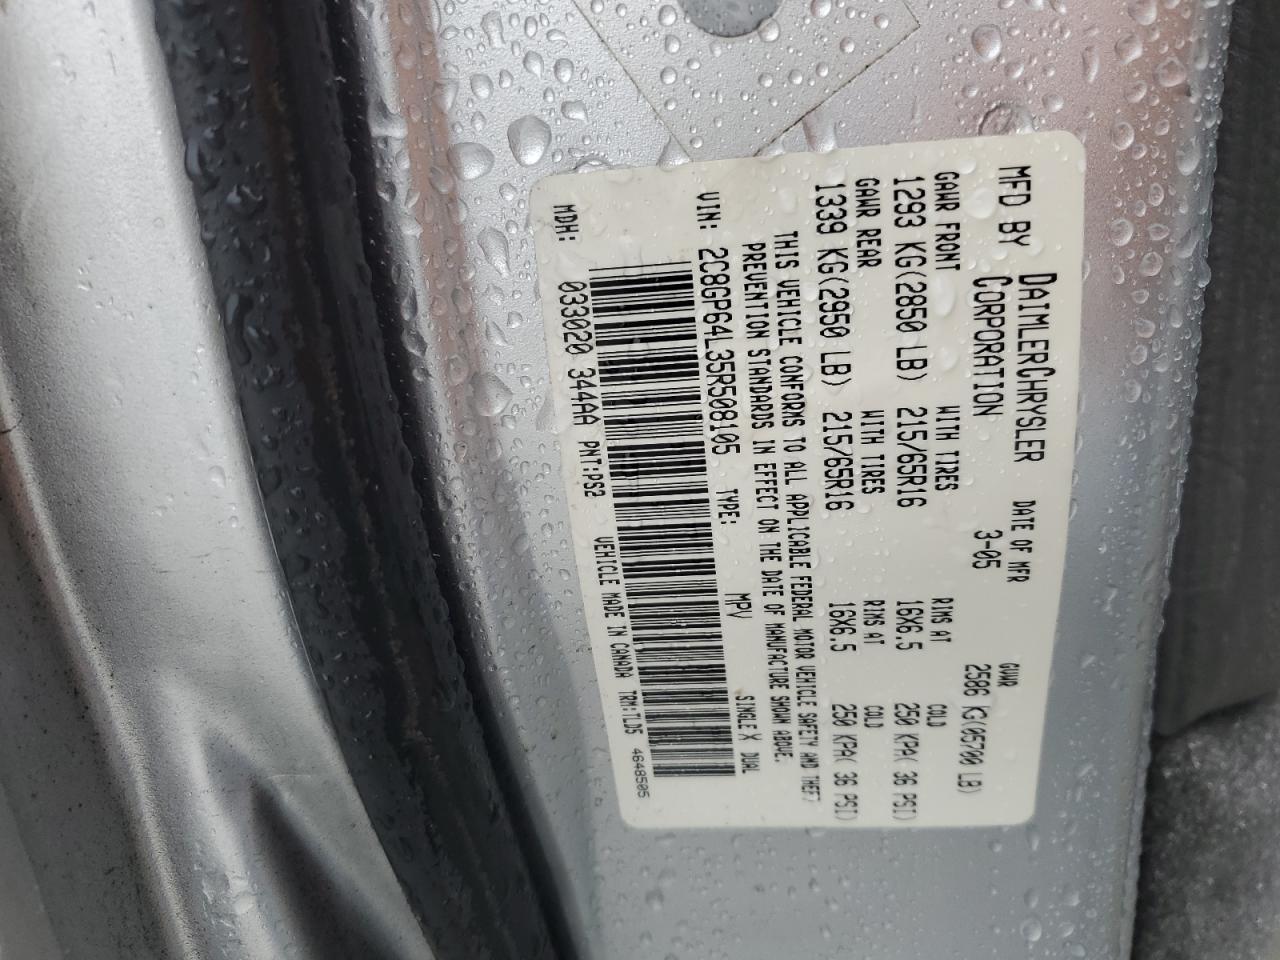 MFD BY DAIMLERCHRYSLER CORPORATION DATE OF MFR 3-05 GVWR 2586 KG(05700 LB)
GAWR FRONT WITH TIRES RIMS AT COLD
1293 KG(2850 LB) 215/65R16 16X6.5 250 KPA( 36 PSI)
GAWR REAR WITH TIRES RIMS AT COLD
1339 KG(2950 LB) 215/65R16 16X6.5 250 KPA( 36 PSI)
THIS VEHICLE CONFORMS TO ALL APPLICABLE FEDERAL MOTOR VEHICLE SAFETY AND THEFT
PREVENTION STANDARDS IN EFFECT ON THE DATE OF MANUFACTURE SHOWN ABOVE.
VIN: 2C8GP64L35R508105 TYPE: MPV SINGLE X DUAL
MDH: 033020 344AA PNT:PS2 VEHICLE MADE IN CANADA TRM:TLD5 4648505